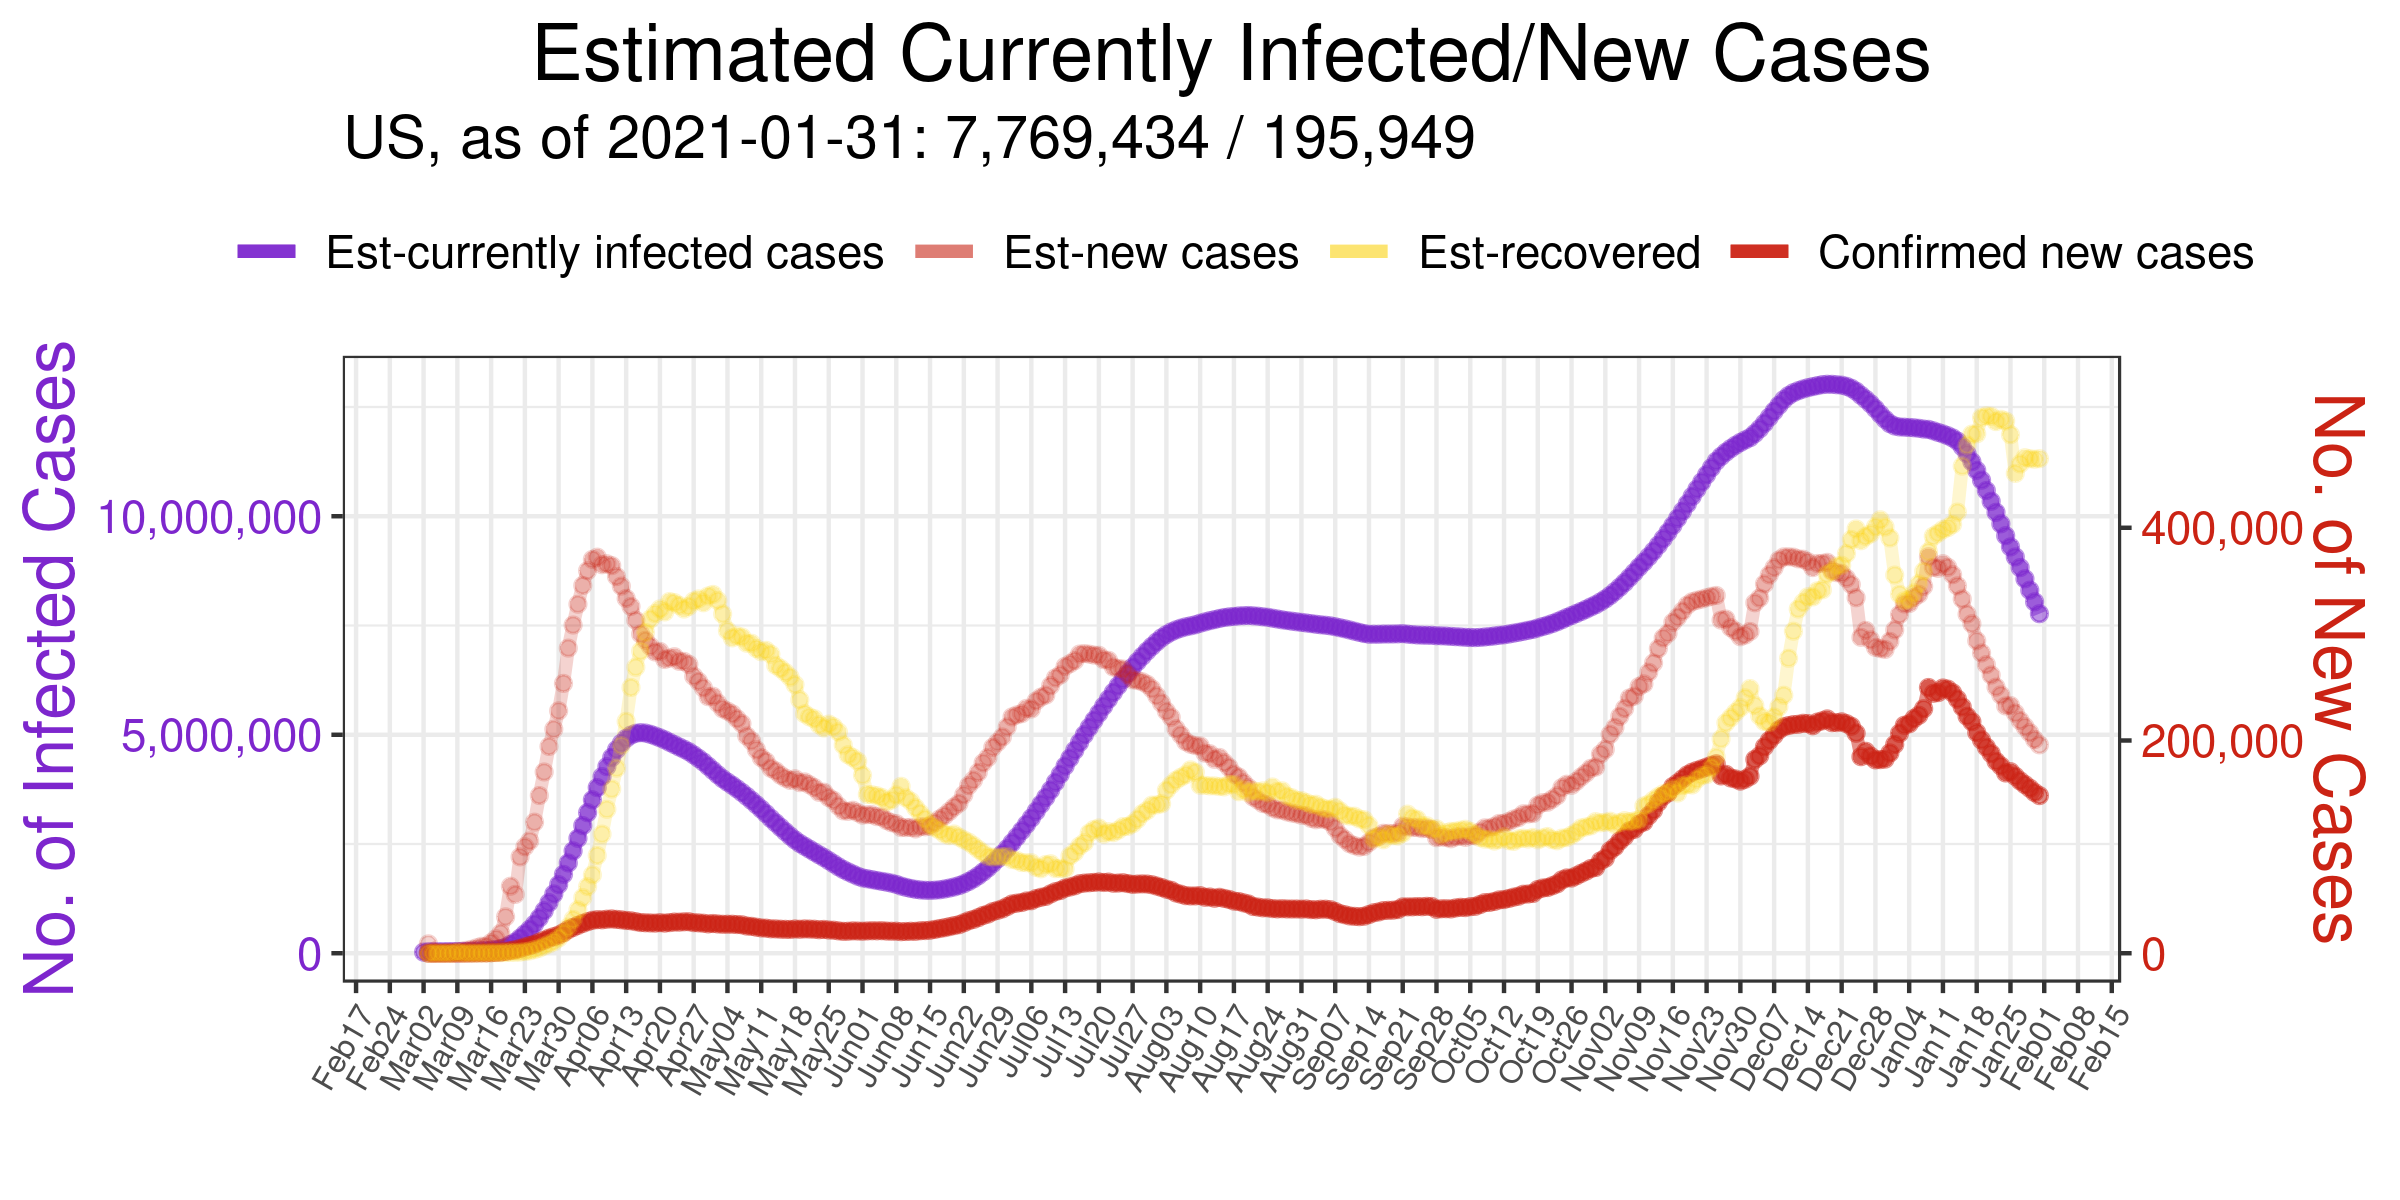 Estimated Currently Infected/New Cases
US, as of 2021-01-31: 7,769,434 / 195,949
Est-currently infected cases Est-new cases Est-recovered Confirmed new cases
No. of Infected Cases
10,000,000
5,000,000
0
No. of New Cases
400,000
200,000
0
Feb17 Feb24 Mar02 Mar09 Mar16 Mar23 Mar30 Apr06 Apr13 Apr20 Apr27 May04 May11 May18 May25 Jun01 Jun08 Jun15 Jun22 Jun29 Jul06 Jul13 Jul20 Jul27 Aug03 Aug10 Aug17 Aug24 Aug31 Sep07 Sep14 Sep21 Sep28 Oct05 Oct12 Oct19 Oct26 Nov02 Nov09 Nov16 Nov23 Nov30 Dec07 Dec14 Dec21 Dec28 Jan04 Jan11 Jan18 Jan25 Feb01 Feb08 Feb15